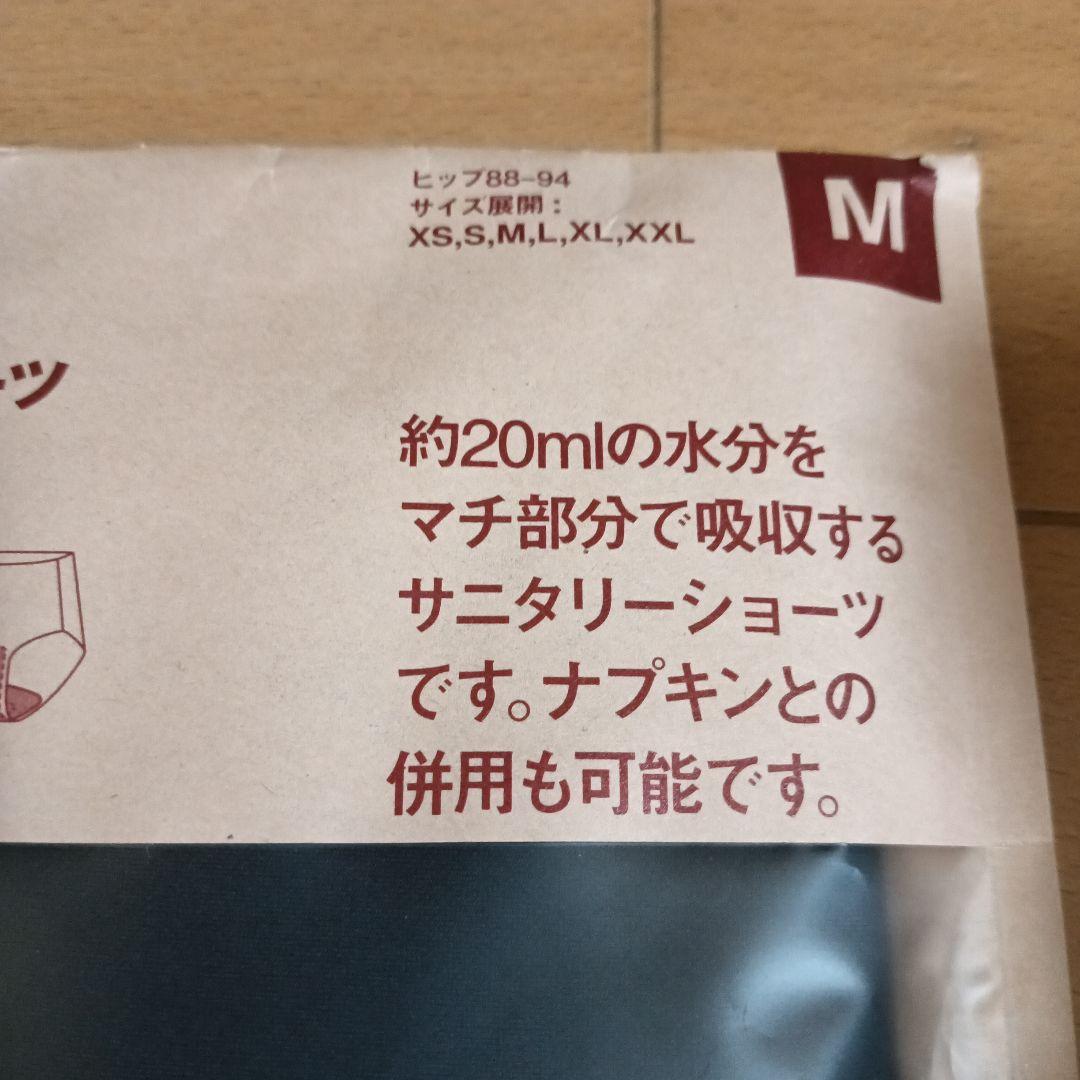 ヒップ88-94
サイズ展開：
XS,S,M,L,XL,XXL
M
ーツ
約20mlの水分を
マチ部分で吸収する
サニタリーショーツ
です。ナプキンとの
併用も可能です。